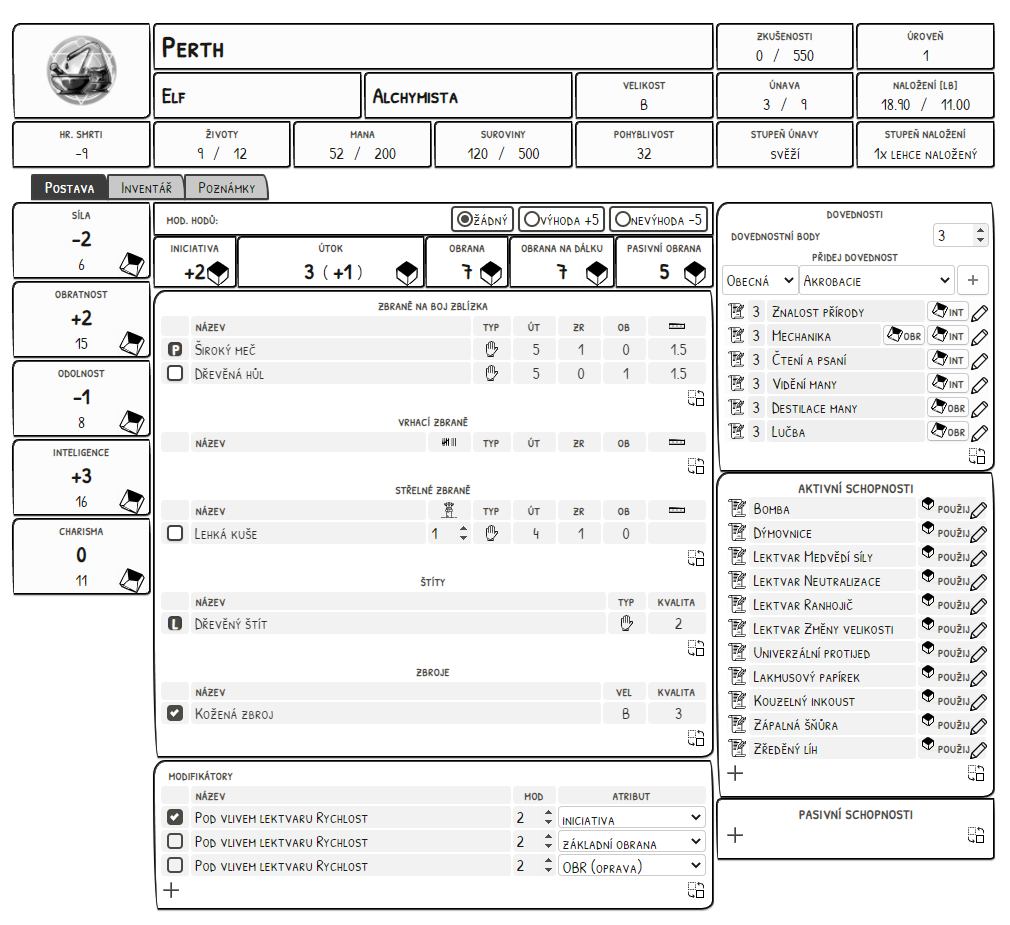 Perth
ZKUŠENOSTI
0 / 550
ÚROVEŇ
1
Elf
Alchymista
VELIKOST
B
ÚNAVA
3 / 9
NALOŽENÍ [LB]
18.90 / 11.00
HR. SMRTI
-9
ŽIVOTY
9 / 12
MANA
52 / 200
SUROVINY
120 / 500
POHYBLIVOST
32
STUPEŇ ÚNAVY
SVĚŽÍ
STUPEŇ NALOŽENÍ
1X LEHCE NALOŽENÝ
Postava Inventář Poznámky
SÍLA
-2
6
OBRATNOST
+2
15
ODOLNOST
-1
8
INTELIGENCE
+3
16
CHARISMA
0
11
MOD. HODŮ: ŽÁDNÝ VÝHODA +5 NEVÝHODA -5
INICIATIVA
+2
ÚTOK
3 (+1)
OBRANA
7
OBRANA NA DÁLKU
7
PASIVNÍ OBRANA
5
ZBRANĚ NA BOJ ZBLÍZKA
NÁZEV TYP ÚT ZR OB
P Široký meč 5 1 0 1.5
Dřevěná hůl 5 0 1 1.5
VRHACÍ ZBRANĚ
NÁZEV TYP ÚT ZR OB
STŘELNÉ ZBRANĚ
NÁZEV TYP ÚT ZR OB
Lehká kuše 1 4 1 0
ŠTÍTY
NÁZEV TYP KVALITA
L Dřevěný štít 2
ZBROJE
NÁZEV VEL KVALITA
Kožená zbroj B 3
MODIFIKÁTORY
NÁZEV MOD ATRIBUT
Pod vlivem lektvaru Rychlost 2 INICIATIVA
Pod vlivem lektvaru Rychlost 2 ZÁKLADNÍ OBRANA
Pod vlivem lektvaru Rychlost 2 OBR (OPRAVA)
DOVEDNOSTI
DOVEDNOSTNÍ BODY 3
PŘIDEJ DOVEDNOST
Obecná Akrobacie +
3 Znalost přírody INT
3 Mechanika OBR INT
3 Čtení a psaní INT
3 Vidění many INT
3 Destilace many OBR
3 Lučba OBR
AKTIVNÍ SCHOPNOSTI
Bomba POUŽIJ
Dýmovnice POUŽIJ
Lektvar Medvědí síly POUŽIJ
Lektvar Neutralizace POUŽIJ
Lektvar Ranhojič POUŽIJ
Lektvar Změny velikosti POUŽIJ
Univerzální protijed POUŽIJ
Lakmusový papírek POUŽIJ
Kouzelný inkoust POUŽIJ
Zápalná šňůra POUŽIJ
Zředěný líh POUŽIJ
PASIVNÍ SCHOPNOSTI